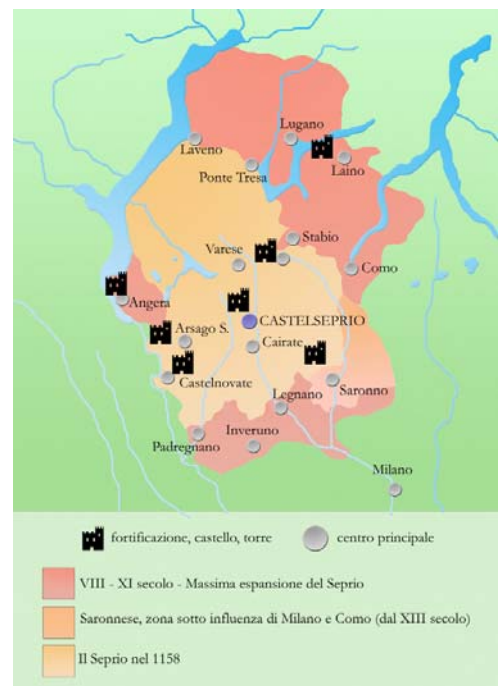 Lugano
Laveno
Laino
Ponte Tresa
Stabio
Varese
Como
Angera
CASTELSEPRIO
Arsago S.
Cairate
Castelnovate
Saronno
Legnano
Inveruno
Padregnano
Milano
fortificazione, castello, torre
centro principale
VIII - XI secolo - Massima espansione del Seprio
Saronnese, zona sotto influenza di Milano e Como (dal XIII secolo)
Il Seprio nel 1158